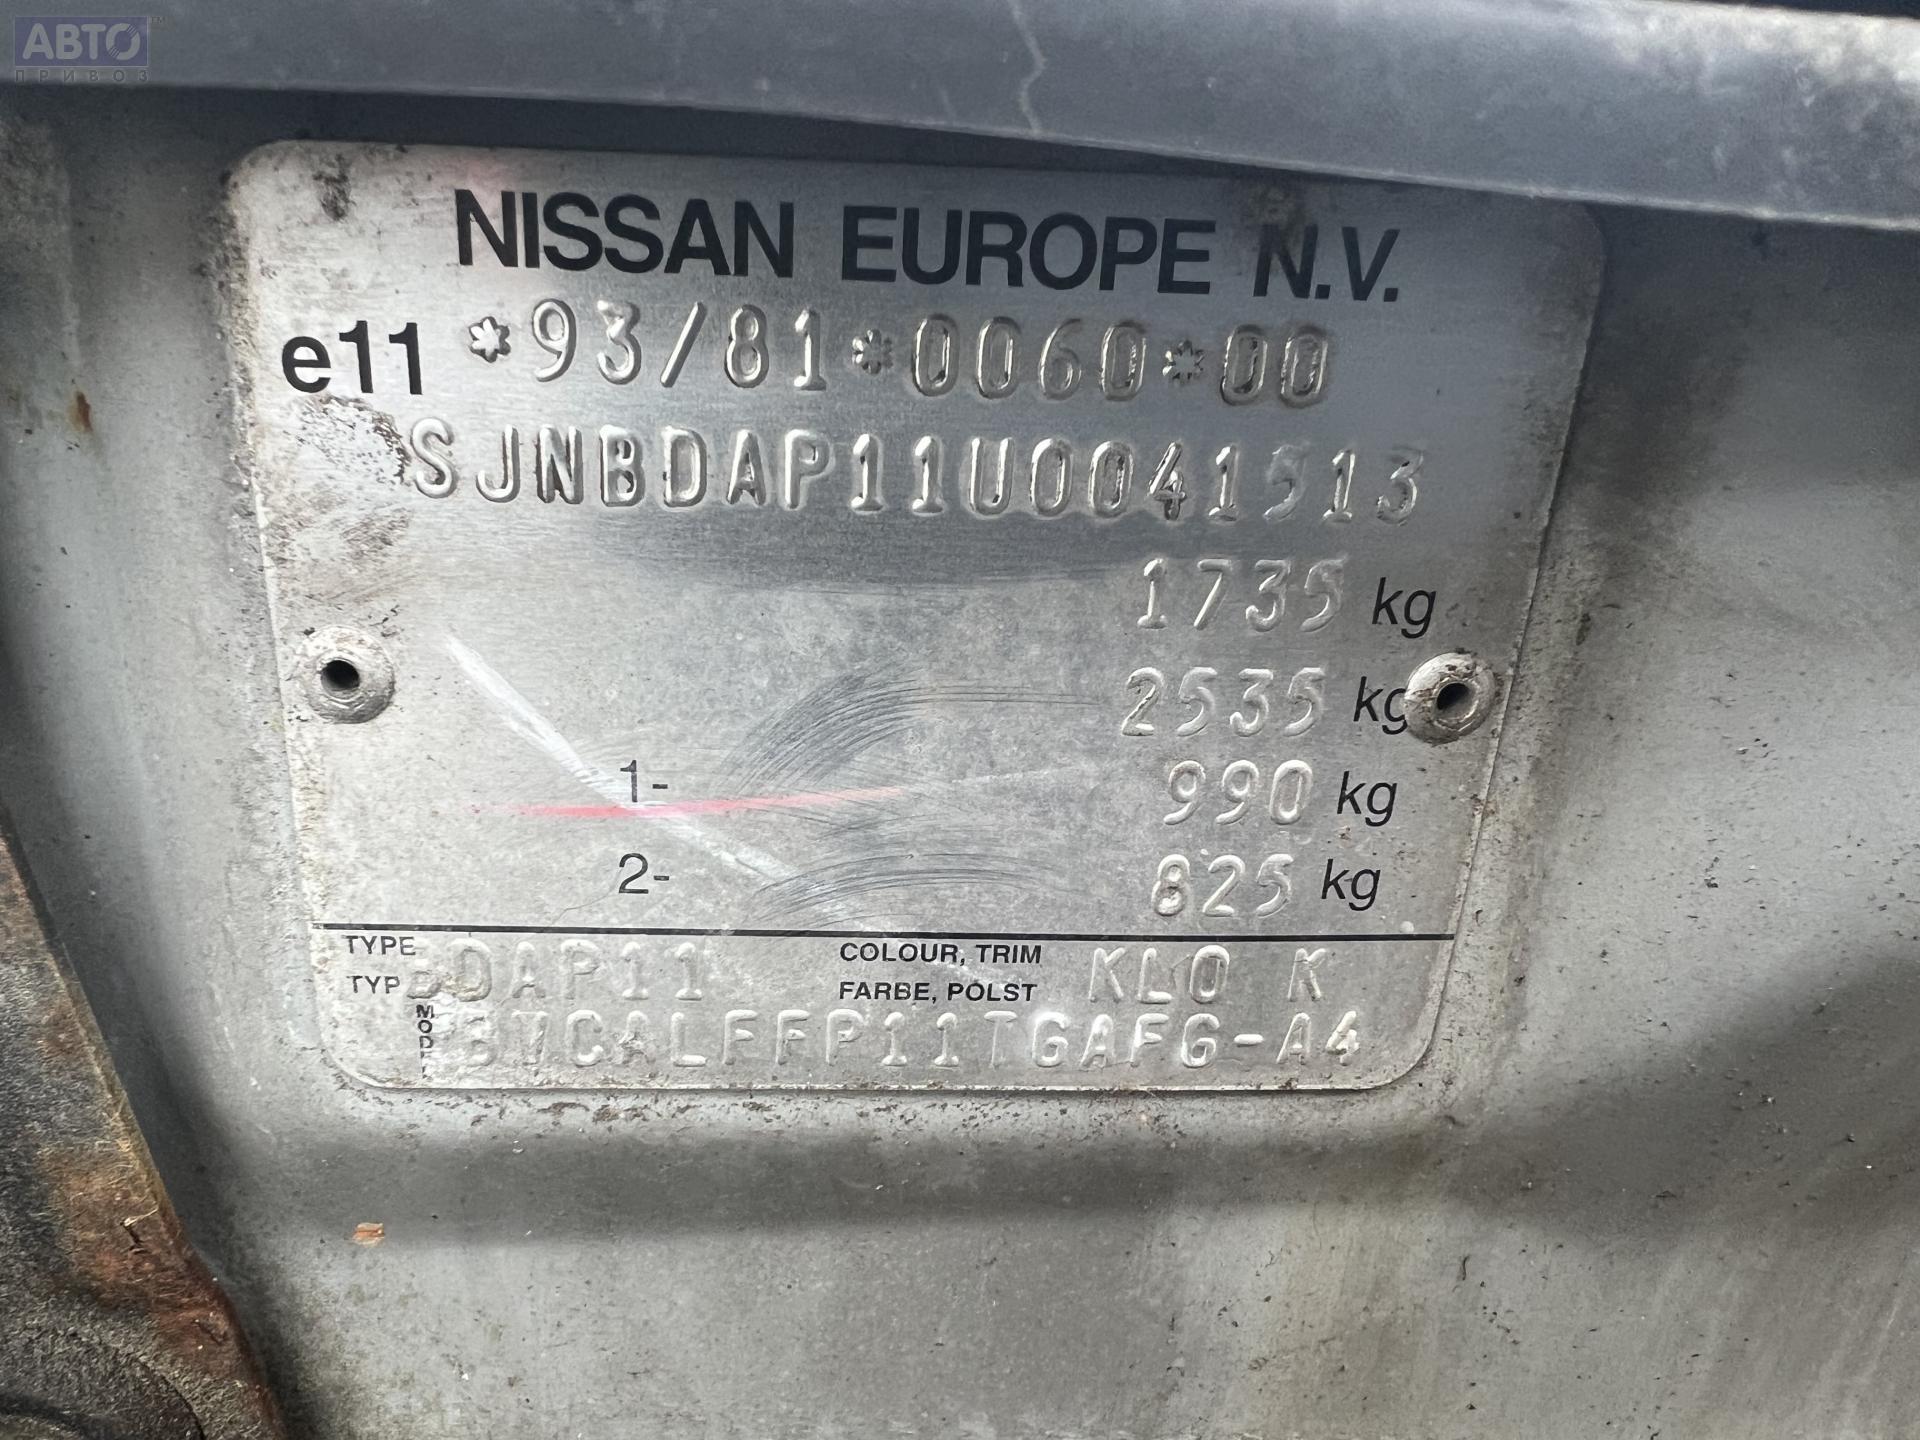 АВТО
ПРИВОЗ
NISSAN EUROPE N.V.
e11 *93/81*0060*00
SJNBDAP11U0041513
1735 kg
2535 kg
1- 990 kg
2- 825 kg
TYPE TYP BDAP11 COLOUR, TRIM FARBE, POLST KL0 K
MODEL BTCALFFP11TGAFG-A4